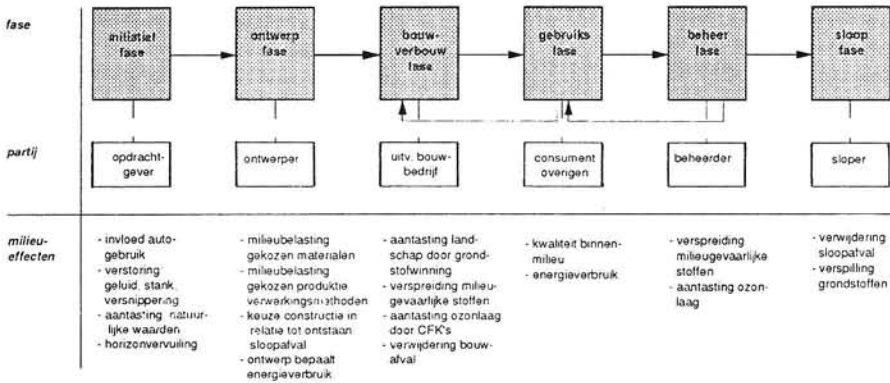 fase
initiatief
fase
ontwerp
fase
bouw-
verbouw
fase
gebruiks
fase
beheer
fase
sloop
fase
partij
opdracht-
gever
ontwerper
uitv. bouw-
bedrijf
consument
overigen
beheerder
sloper
milieu-
effecten
- invloed auto-
gebruik
- verstoring
geluid, stank,
versnippering
- aantasting natuur-
lijke waarden
- horizonvervuiling
- milieubelasting
gekozen materialen
- milieubelasting
gekozen produktie
verwerkingsmethoden
- keuze constructie in
relatie tot ontstaan
sloopafval
- ontwerp bepaalt
energieverbruik
- aantasting land-
schap door grond-
stofwinning
- verspreiding milieu-
gevaarlijke stoffen
- aantasting ozonlaag
door CFK's
- verwijdering bouw-
afval
- kwaliteit binnen-
milieu
- energieverbruik
- verspreiding
milieugevaarlijke
stoffen
- aantasting ozon-
laag
- verwijdering
sloopafval
- verspilling
grondstoffen